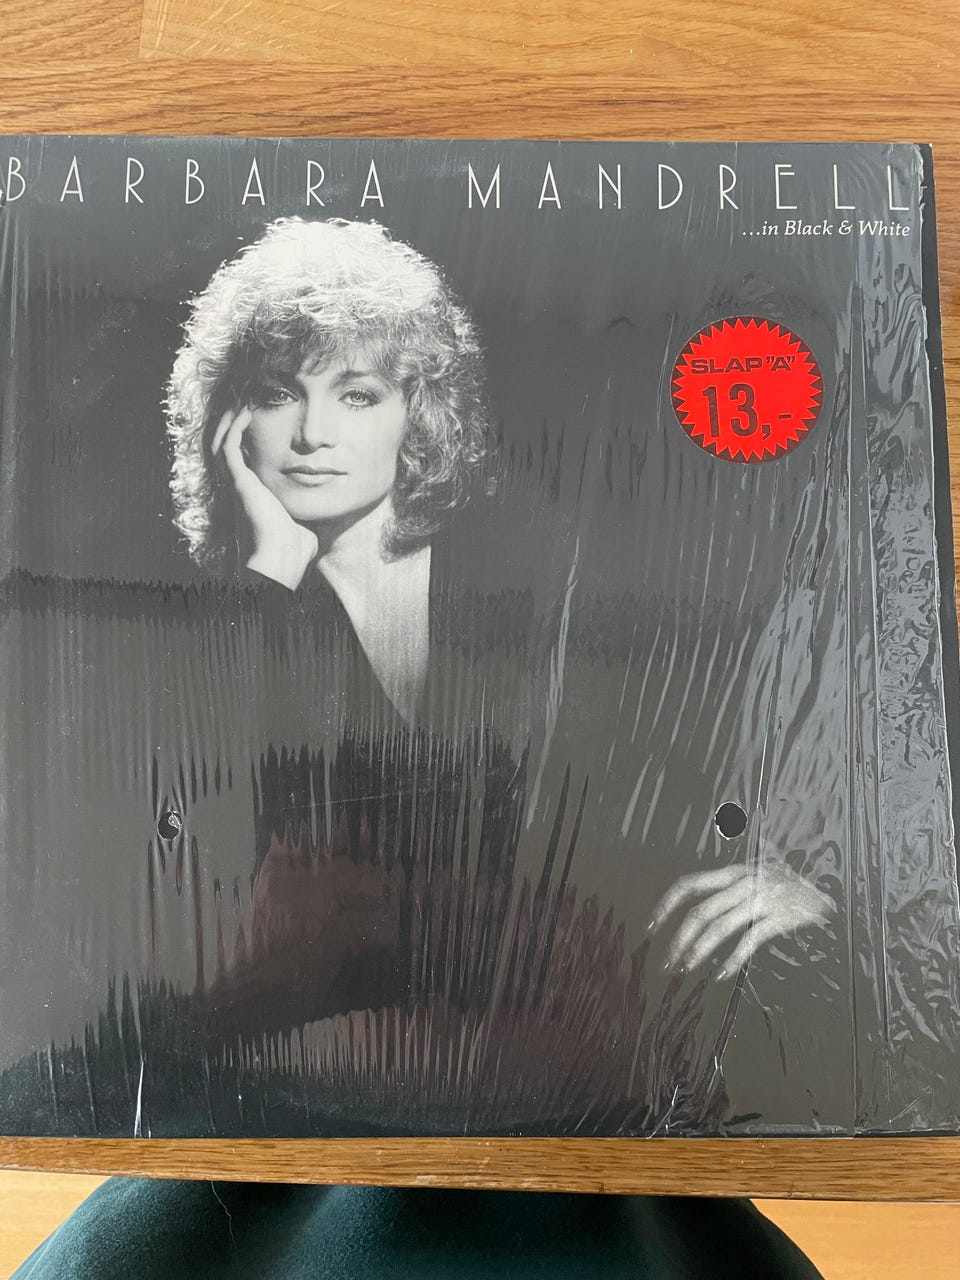 BARBARA MANDRELL
...in Black & White
SLAP "A"
13,-